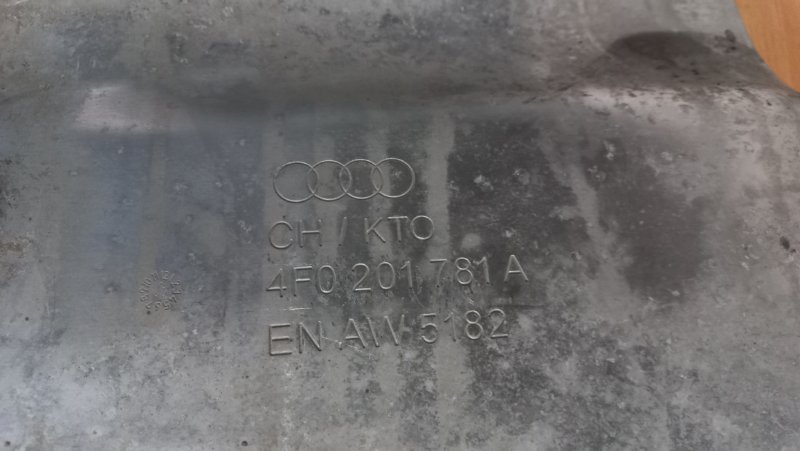 CH / KTO
4F0 201 781 A
EN AW 5182